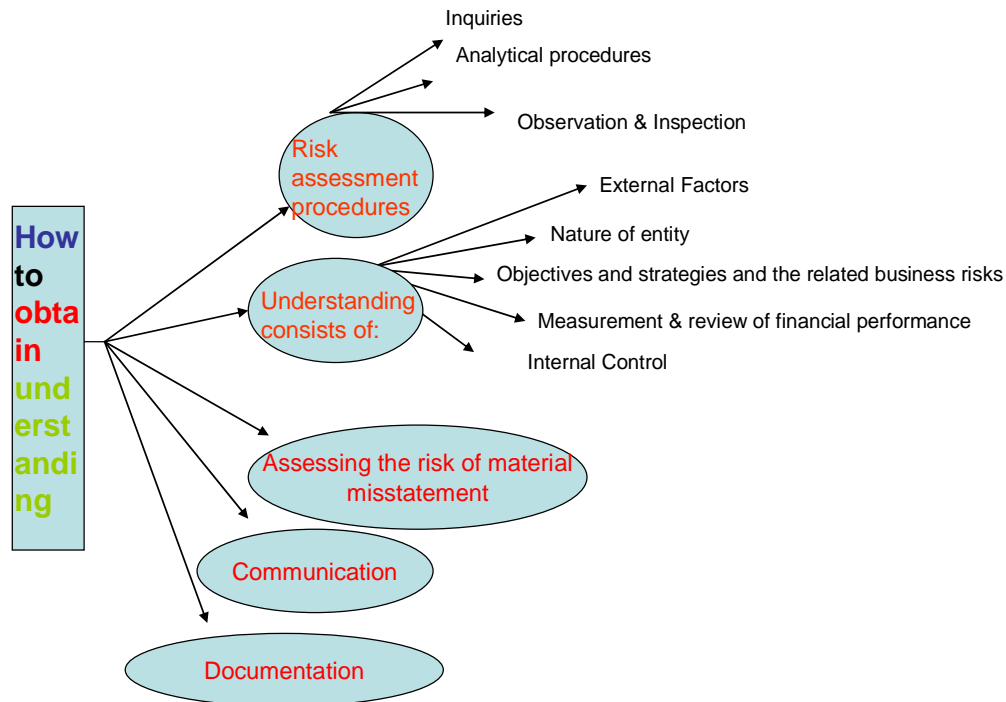 How
to
obta
in
und
erst
andi
ng
Risk
assessment
procedures
Inquiries
Analytical procedures
Observation & Inspection
Understanding
consists of:
External Factors
Nature of entity
Objectives and strategies and the related business risks
Measurement & review of financial performance
Internal Control
Assessing the risk of material
misstatement
Communication
Documentation